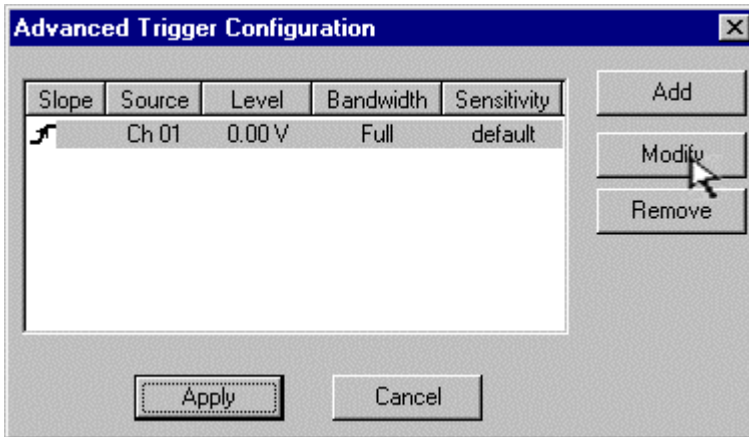 Advanced Trigger Configuration
Slope Source Level Bandwidth Sensitivity
Ch 01 0.00 V Full default
Add
Modify
Remove
Apply Cancel